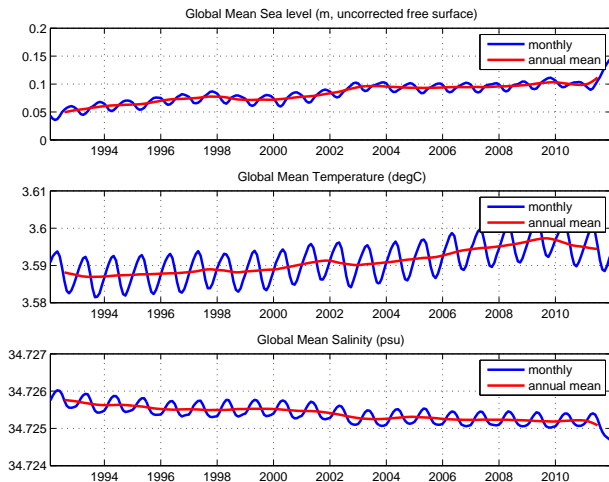 Global Mean Sea level (m, uncorrected free surface)
0.2
0.15
0.1
0.05
0
monthly
annual mean
1994 1996 1998 2000 2002 2004 2006 2008 2010
Global Mean Temperature (degC)
3.61
3.6
3.59
3.58
monthly
annual mean
1994 1996 1998 2000 2002 2004 2006 2008 2010
Global Mean Salinity (psu)
34.727
34.726
34.725
34.724
monthly
annual mean
1994 1996 1998 2000 2002 2004 2006 2008 2010